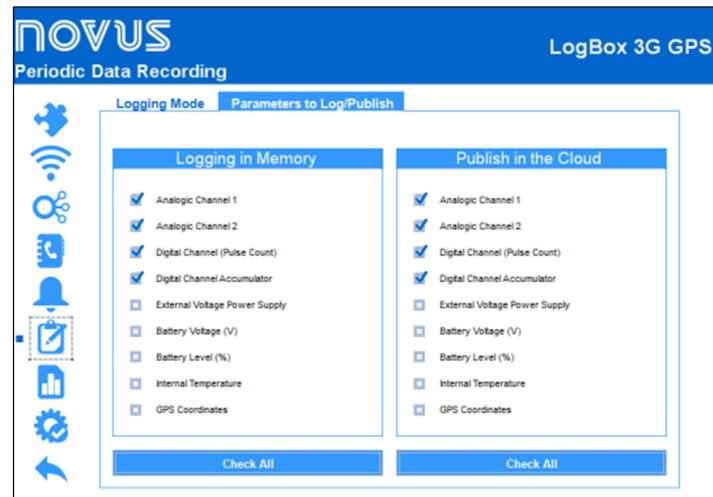 novus
LogBox 3G GPS
Periodic Data Recording
Logging Mode
Parameters to Log/Publish
Logging in Memory
Analogic Channel 1
Analogic Channel 2
Digital Channel (Pulse Count)
Digital Channel Accumulator
External Voltage Power Supply
Battery Voltage (V)
Battery Level (%)
Internal Temperature
GPS Coordinates
Check All
Publish in the Cloud
Analogic Channel 1
Analogic Channel 2
Digital Channel (Pulse Count)
Digital Channel Accumulator
External Voltage Power Supply
Battery Voltage (V)
Battery Level (%)
Internal Temperature
GPS Coordinates
Check All